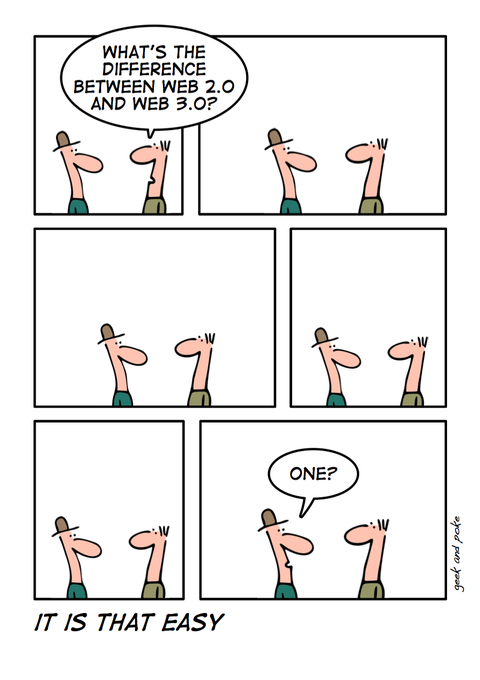 WHAT'S THE
DIFFERENCE
BETWEEN WEB 2.0
AND WEB 3.0?
ONE?
geek and poke
IT IS THAT EASY